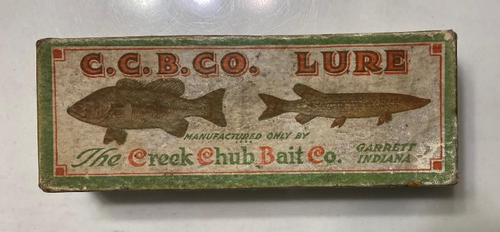 C.C.B.CO. LURE
MANUFACTURED ONLY BY
The Creek Chub Bait Co.
GARRETT
INDIANA